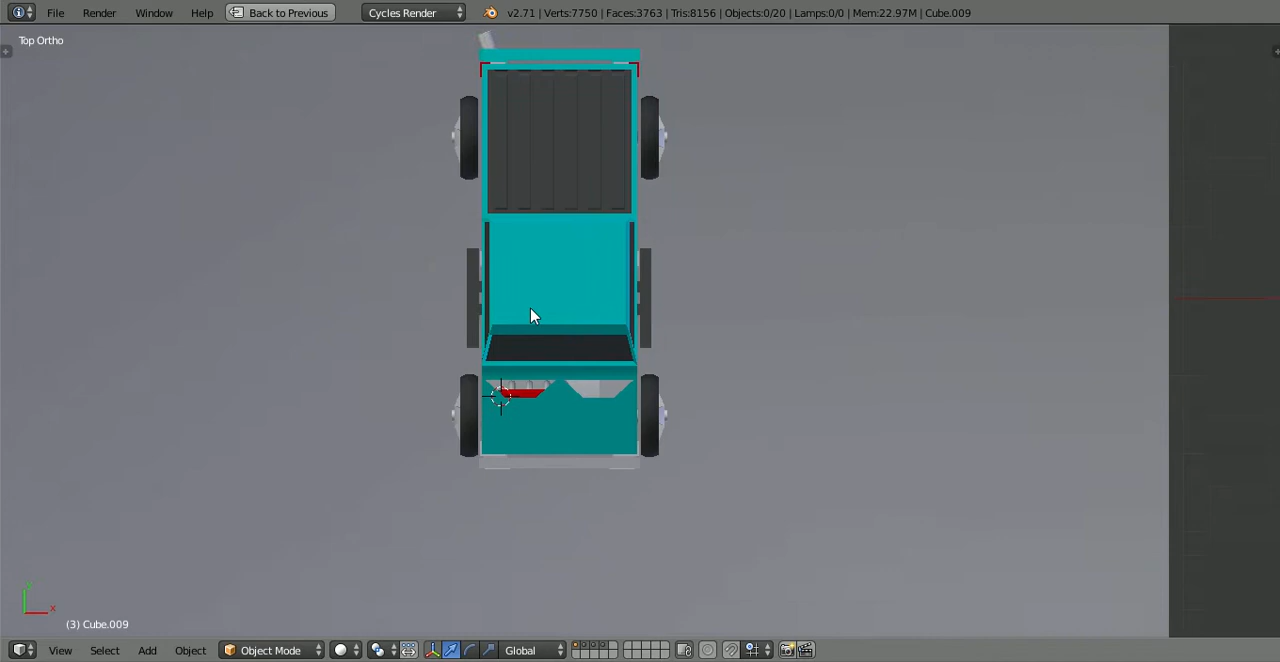 File Render Window Help Back to Previous Cycles Render v2.71 | Verts:7750 | Faces:3763 | Tris:8156 | Objects:0/20 | Lamps:0/0 | Mem:22.97M | Cube.009
Top Ortho
y
x
(3) Cube.009
View Select Add Object Object Mode Global